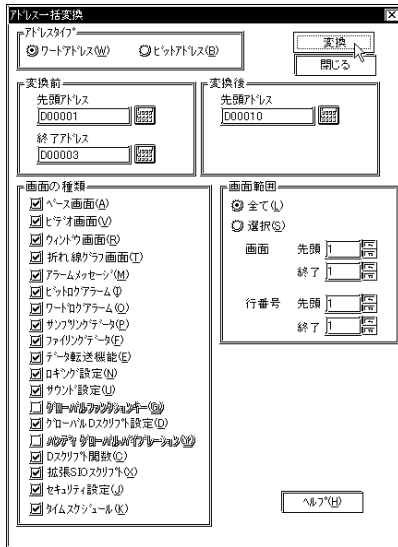 アドレス一括変換
アドレスタイプ
ワードアドレス(W)
ビットアドレス(B)
変換
閉じる
変換前
先頭アドレス
D00001
終了アドレス
D00003
変換後
先頭アドレス
D00010
画面の種類
ベース画面(A)
ビデオ画面(V)
ウィンドウ画面(R)
折れ線グラフ画面(T)
アラームメッセージ(M)
ビットログアラーム(I)
ワードログアラーム(O)
サンプリングデータ(P)
ファイリングデータ(F)
データ転送機能(E)
ロギング設定(N)
サウンド設定(U)
グローバルファンクションキー(G)
グローバルDスクリプト設定(D)
ハンディ グローバルバイブレーション(Y)
Dスクリプト関数(C)
拡張SIOスクリプト(X)
セキュリティ設定(J)
タイムスケジュール(K)
画面範囲
全て(L)
選択(S)
画面 先頭 1
終了 1
行番号 先頭 1
終了 1
ヘルプ(H)